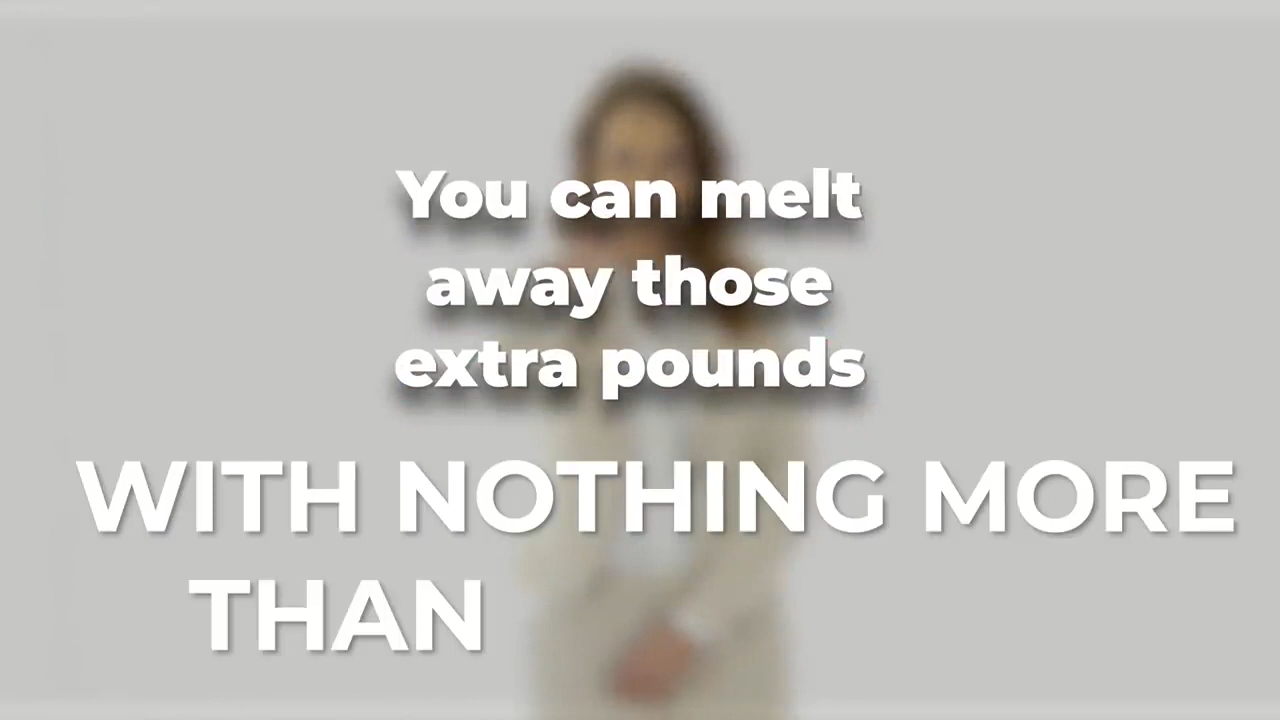 You can melt
away those
extra pounds
WITH NOTHING MORE
THAN